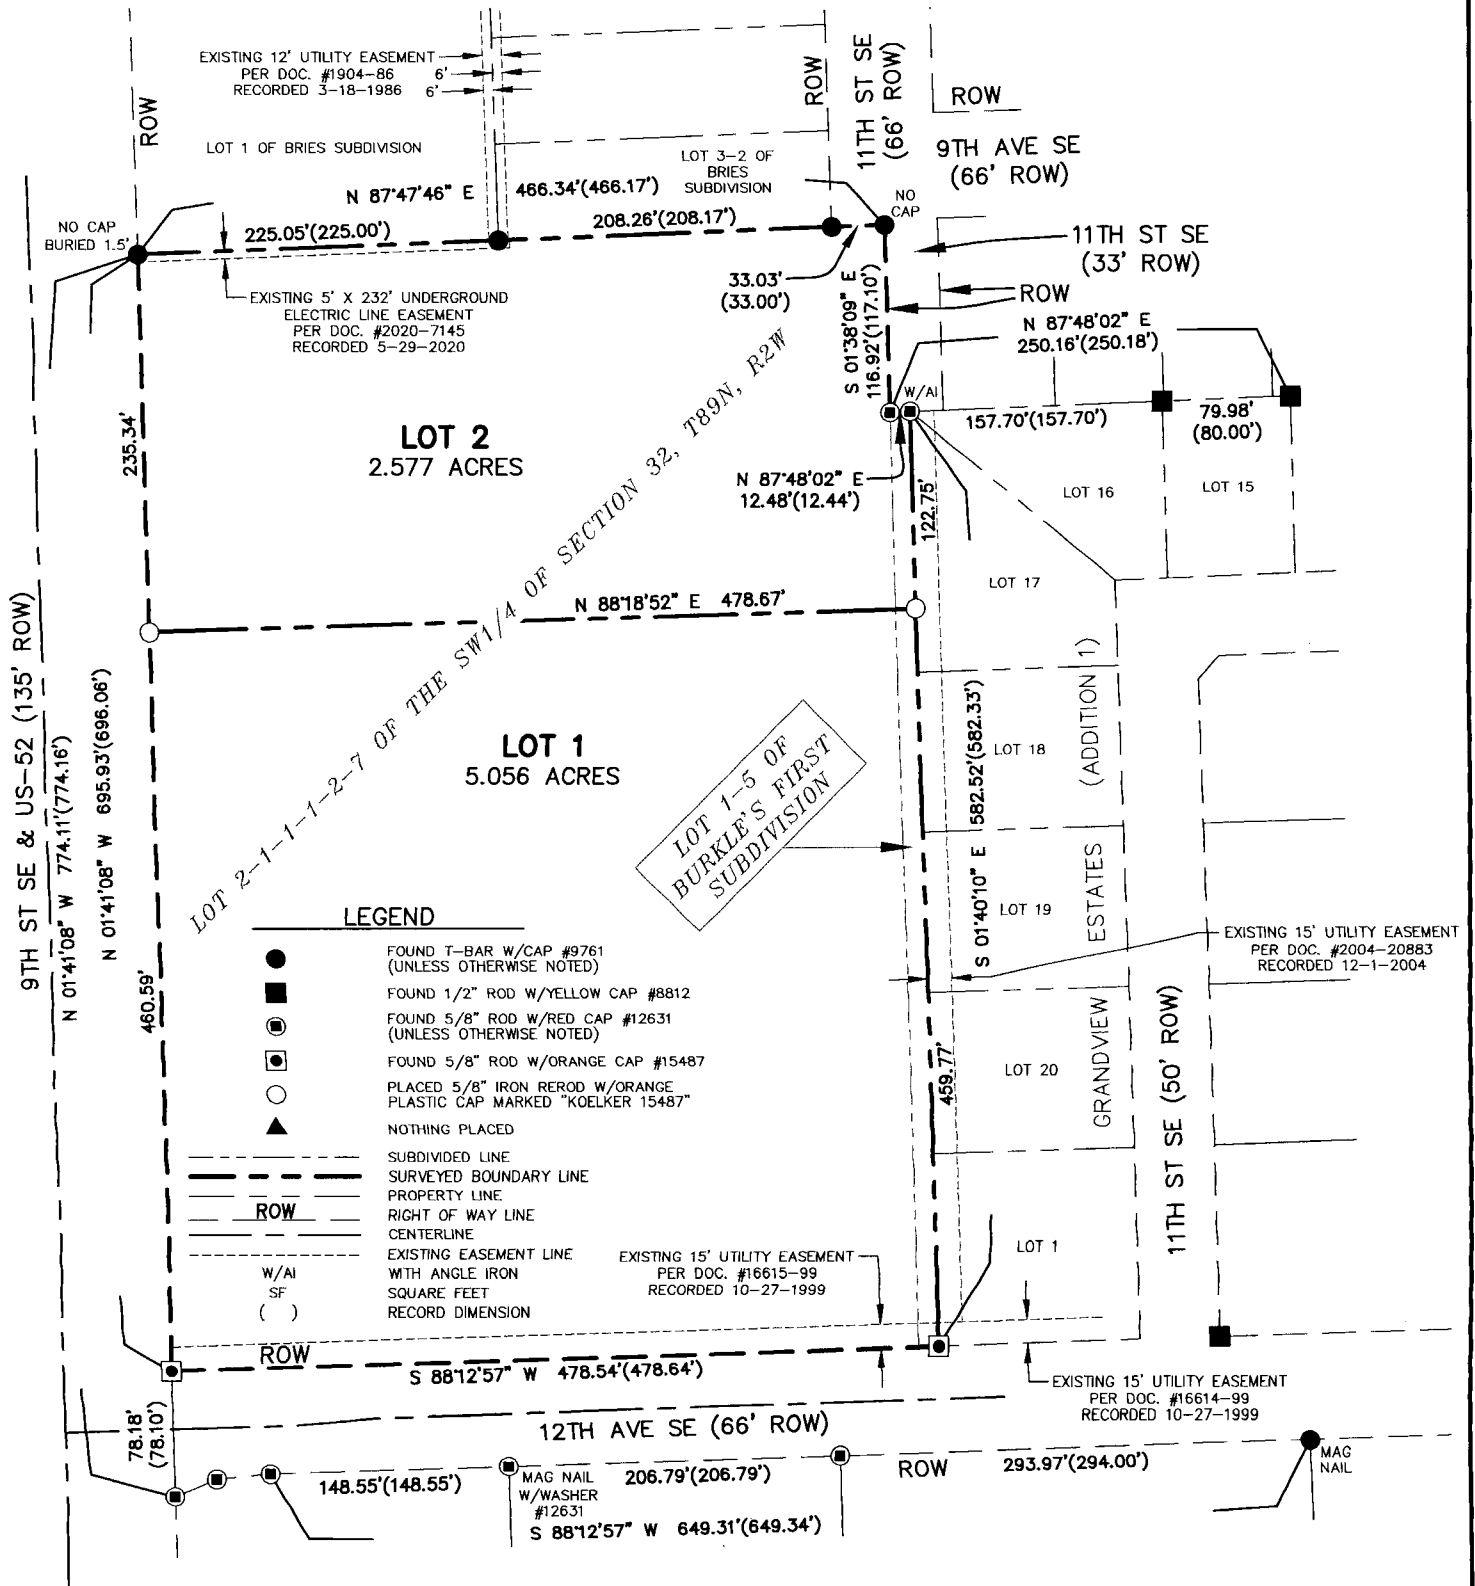 EXISTING 12' UTILITY EASEMENT
PER DOC. #1904-86
RECORDED 3-18-1986
6'
6'
ROW
ROW
11TH ST SE
(66' ROW)
ROW
9TH AVE SE
(66' ROW)
LOT 1 OF BRIES SUBDIVISION
LOT 3-2 OF
BRIES
SUBDIVISION
N 87°47'46" E
466.34'(466.17')
NO CAP
BURIED 1.5'
225.05'(225.00')
208.26'(208.17')
NO
CAP
11TH ST SE
(33' ROW)
33.03'
(33.00')
ROW
EXISTING 5' X 232' UNDERGROUND
ELECTRIC LINE EASEMENT
PER DOC. #2020-7145
RECORDED 5-29-2020
S 01°38'09" E
116.92'(117.10')
N 87°48'02" E
250.16'(250.18')
W/AI
157.70'(157.70')
79.98'
(80.00')
235.34'
LOT 2
2.577 ACRES
N 87°48'02" E
12.48'(12.44')
122.75'
LOT 16
LOT 15
LOT 17
LOT 2-1-1-1-2-7 OF THE SW1/4 OF SECTION 32, T89N, R2W
N 88°18'52" E 478.67'
9TH ST SE & US-52 (135' ROW)
N 01°41'08" W 774.11'(774.16')
N 01°41'08" W 695.93'(696.06')
LOT 1
5.056 ACRES
LOT 1-5 OF
BURKLE'S FIRST
SUBDIVISION
S 01°40'10" E 582.52'(582.33')
LOT 18
GRANDVIEW ESTATES (ADDITION 1)
LOT 19
EXISTING 15' UTILITY EASEMENT
PER DOC. #2004-20883
RECORDED 12-1-2004
460.59'
459.77'
LOT 20
11TH ST SE (50' ROW)
LEGEND
FOUND T-BAR W/CAP #9761
(UNLESS OTHERWISE NOTED)
FOUND 1/2" ROD W/YELLOW CAP #8812
FOUND 5/8" ROD W/RED CAP #12631
(UNLESS OTHERWISE NOTED)
FOUND 5/8" ROD W/ORANGE CAP #15487
PLACED 5/8" IRON REROD W/ORANGE
PLASTIC CAP MARKED "KOELKER 15487"
NOTHING PLACED
SUBDIVIDED LINE
SURVEYED BOUNDARY LINE
PROPERTY LINE
ROW RIGHT OF WAY LINE
CENTERLINE
EXISTING EASEMENT LINE
W/AI WITH ANGLE IRON
SF SQUARE FEET
( ) RECORD DIMENSION
EXISTING 15' UTILITY EASEMENT
PER DOC. #16615-99
RECORDED 10-27-1999
LOT 1
ROW
S 88°12'57" W 478.54'(478.64')
EXISTING 15' UTILITY EASEMENT
PER DOC. #16614-99
RECORDED 10-27-1999
78.18'
(78.10')
12TH AVE SE (66' ROW)
148.55'(148.55')
MAG NAIL
W/WASHER
#12631
206.79'(206.79')
ROW
293.97'(294.00')
MAG
NAIL
S 88°12'57" W 649.31'(649.34')